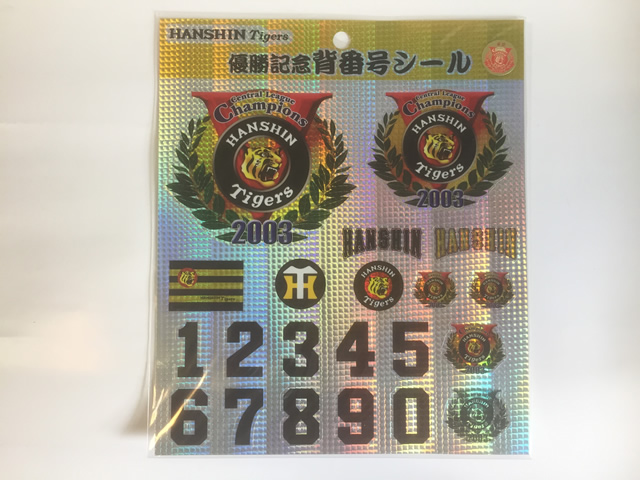 HANSHIN Tigers
優勝記念背番号シール
Central League
Champions
HANSHIN
Tigers
2003
Central League
Champions
HANSHIN
Tigers
2003
HANSHIN HANSHIN
HT
HANSHIN
Tigers
1 2 3 4 5
6 7 8 9 0